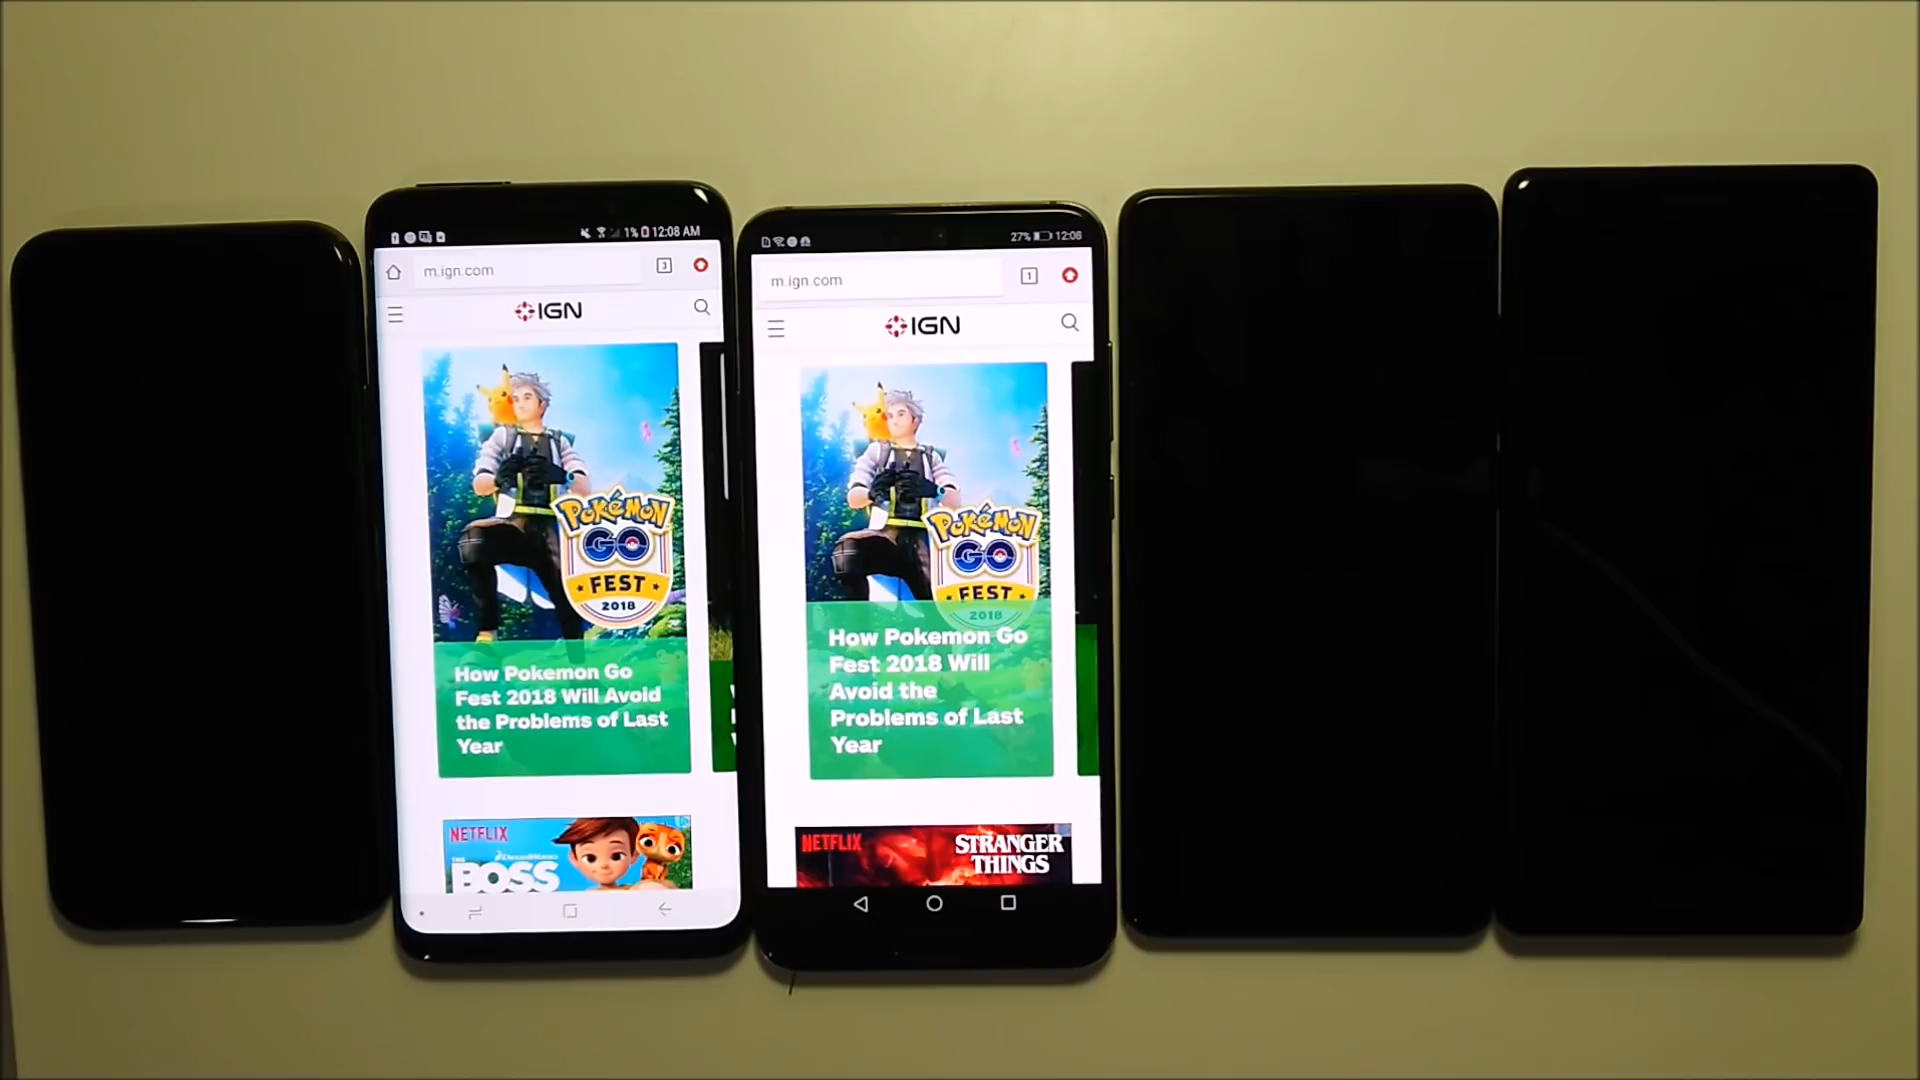 1% 12:08 AM
m.ign.com
3
IGN
POKÉMON
GO
FEST
2018
How Pokemon Go
Fest 2018 Will Avoid
the Problems of Last
Year
NETFLIX
DreamWorks
THE
BOSS
27% 12:08
m.ign.com
1
IGN
POKÉMON
GO
FEST
2018
How Pokemon Go
Fest 2018 Will
Avoid the
Problems of Last
Year
NETFLIX
STRANGER
THINGS